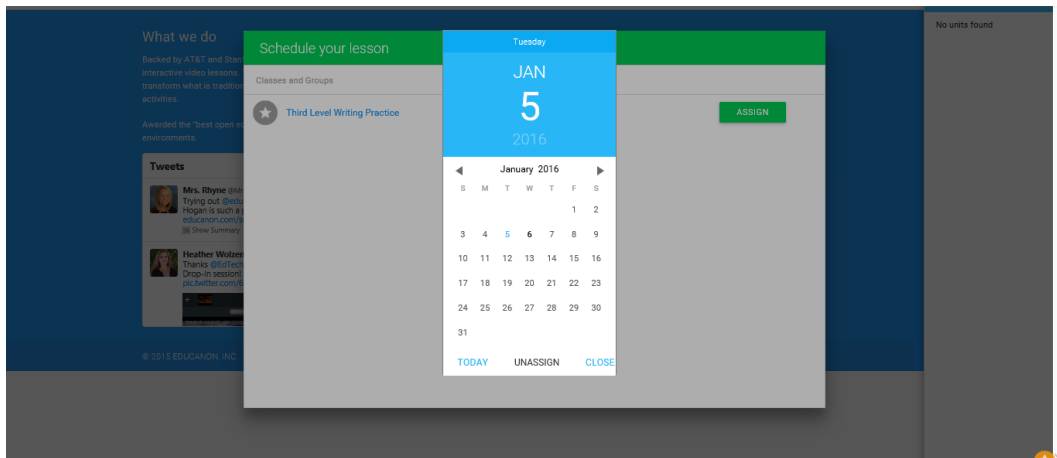 No units found
What we do
Backed by AT&T and
interactive video lessons.
transform what is
activities.
Awarded the "best open
environments.
Tweets
Mrs. Rhyne
Trying out
Hogan is such a
educanon.com/
Show Summary
Heather
Thanks
Drop-in session!
pic.twitter.com/
© 2015 EDUCANON, INC.
Schedule your lesson
Classes and Groups
Third Level Writing Practice
ASSIGN
Tuesday
JAN
5
2016
January 2016
S M T W T F S
1 2
3 4 5 6 7 8 9
10 11 12 13 14 15 16
17 18 19 20 21 22 23
24 25 26 27 28 29 30
31
TODAY UNASSIGN CLOSE